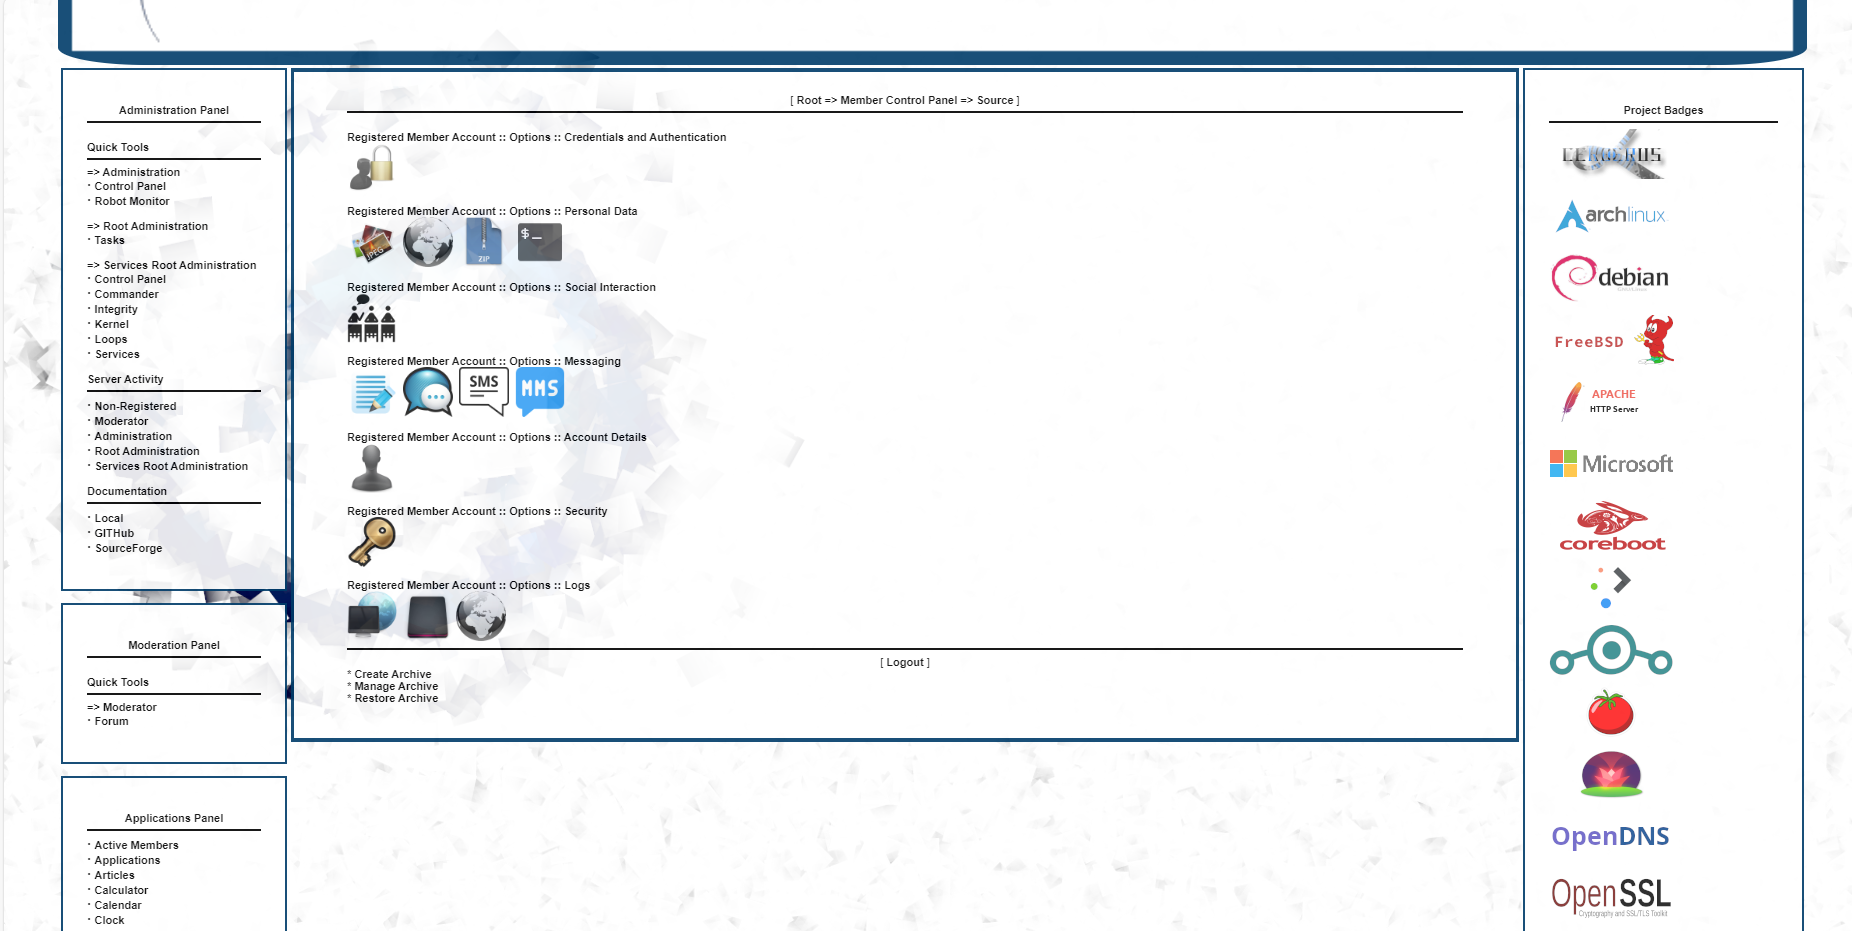 Administration Panel
Quick Tools
=> Administration
· Control Panel
· Robot Monitor
=> Root Administration
· Tasks
=> Services Root Administration
· Control Panel
· Commander
· Integrity
· Kernel
· Loops
· Services
Server Activity
· Non-Registered
· Moderator
· Administration
· Root Administration
· Services Root Administration
Documentation
· Local
· GITHub
· SourceForge
Moderation Panel
Quick Tools
=> Moderator
· Forum
Applications Panel
· Active Members
· Applications
· Articles
· Calculator
· Calendar
· Clock
[ Root => Member Control Panel => Source ]
Registered Member Account :: Options :: Credentials and Authentication
Registered Member Account :: Options :: Personal Data
JPEG
ZIP
$_
Registered Member Account :: Options :: Social Interaction
Registered Member Account :: Options :: Messaging
SMS
MMS
Registered Member Account :: Options :: Account Details
Registered Member Account :: Options :: Security
Registered Member Account :: Options :: Logs
[ Logout ]
* Create Archive
* Manage Archive
* Restore Archive
Project Badges
CERBERUS
archlinux
debian
FreeBSD
APACHE
HTTP Server
Microsoft
coreboot
OpenDNS
OpenSSL
Cryptography and SSL/TLS Toolkit